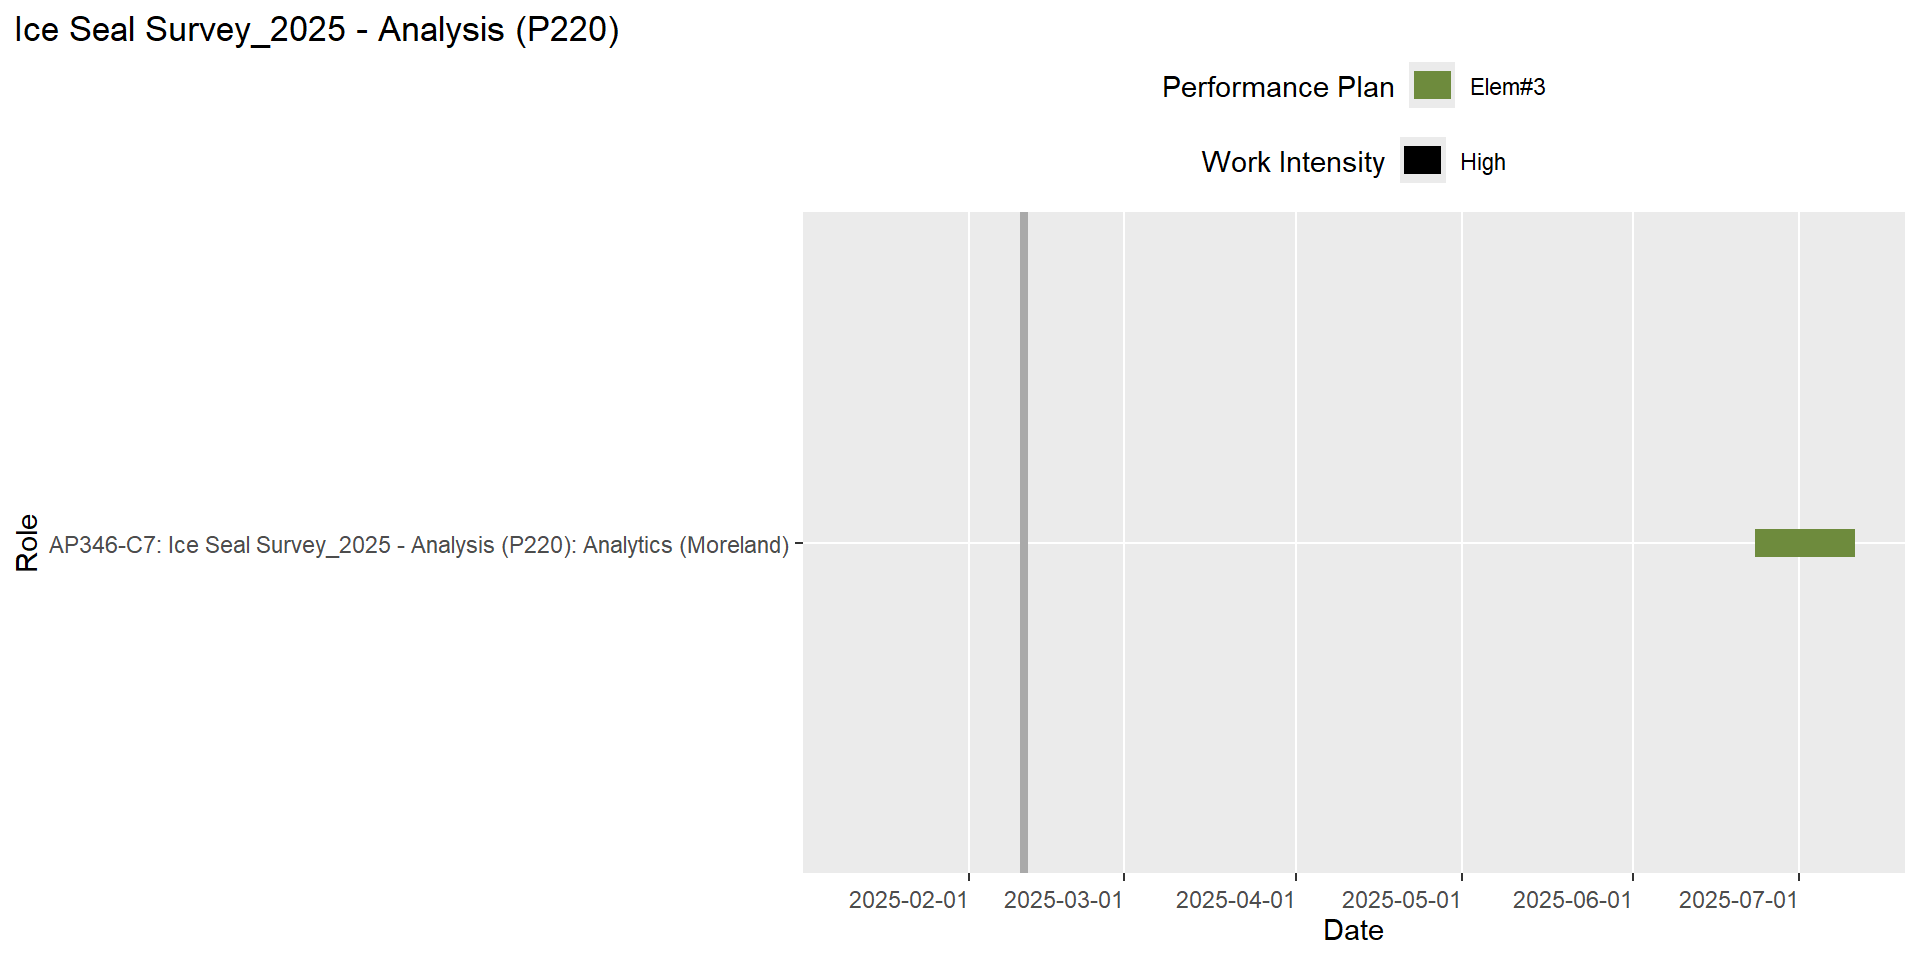 Ice Seal Survey_2025 - Analysis (P220)
Performance Plan Elem#3
Work Intensity High
Role
AP346-C7: Ice Seal Survey_2025 - Analysis (P220): Analytics (Moreland)
2025-02-01 2025-03-01 2025-04-01 2025-05-01 2025-06-01 2025-07-01
Date